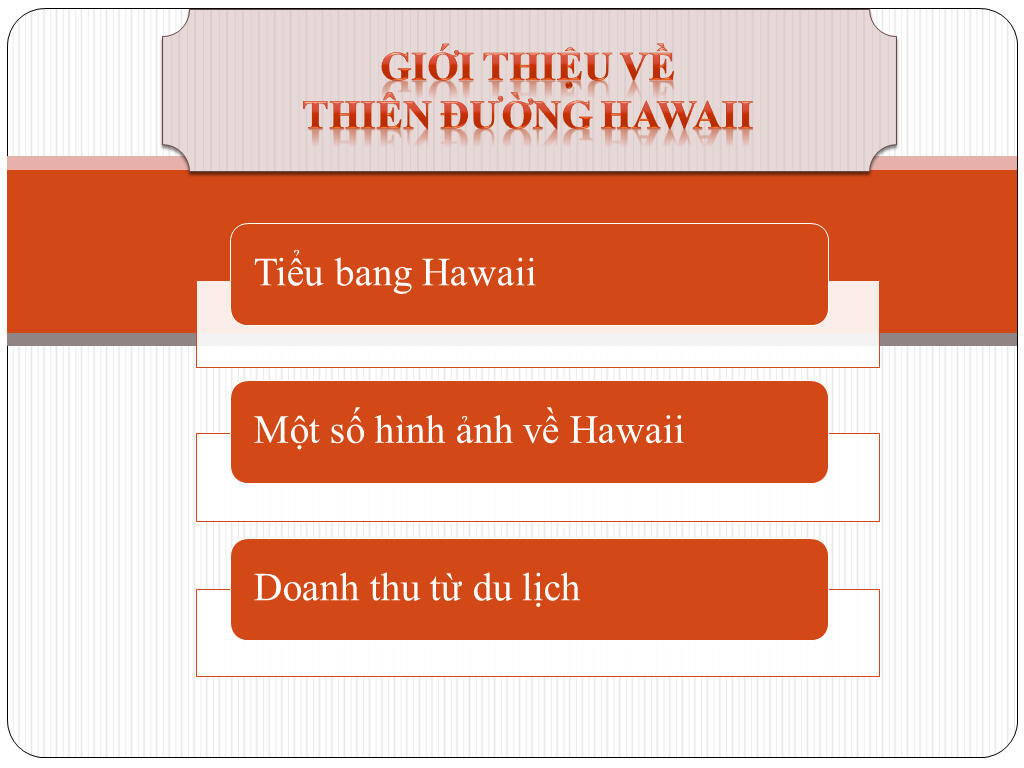 GIỚI THIỆU VỀ
THIÊN ĐƯỜNG HAWAII
Tiểu bang Hawaii
Một số hình ảnh về Hawaii
Doanh thu từ du lịch